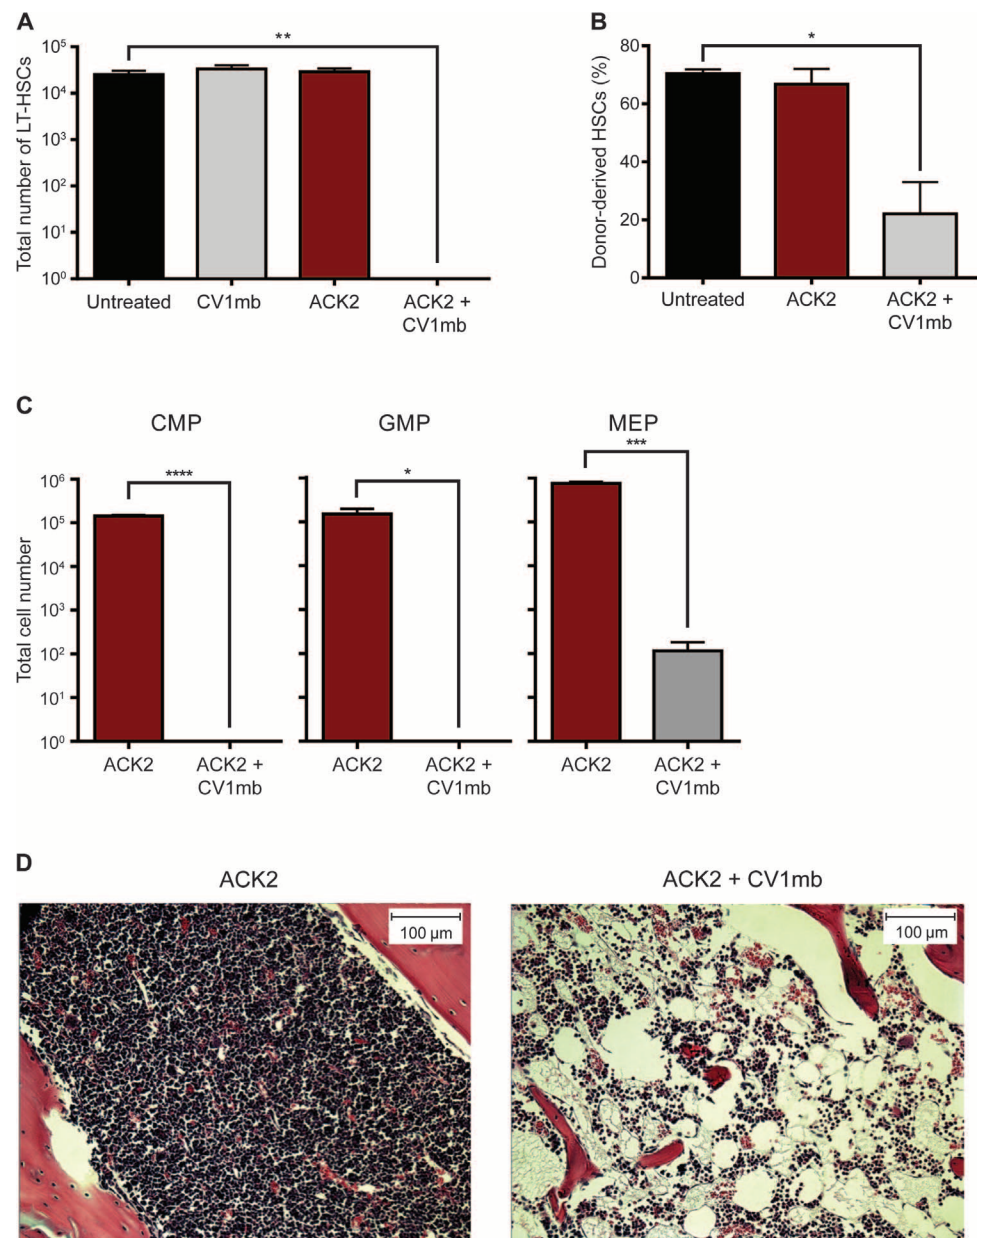 A
Total number of LT-HSCs
10⁵
10⁴
10³
10²
10¹
10⁰
**
Untreated
CV1mb
ACK2
ACK2 +
CV1mb
B
Donor-derived HSCs (%)
80
60
40
20
0
*
Untreated
ACK2
ACK2 +
CV1mb
C
CMP
GMP
MEP
Total cell number
10⁶
10⁵
10⁴
10³
10²
10¹
10⁰
****
*
***
ACK2
ACK2 +
CV1mb
ACK2
ACK2 +
CV1mb
ACK2
ACK2 +
CV1mb
D
ACK2
ACK2 + CV1mb
100 µm
100 µm